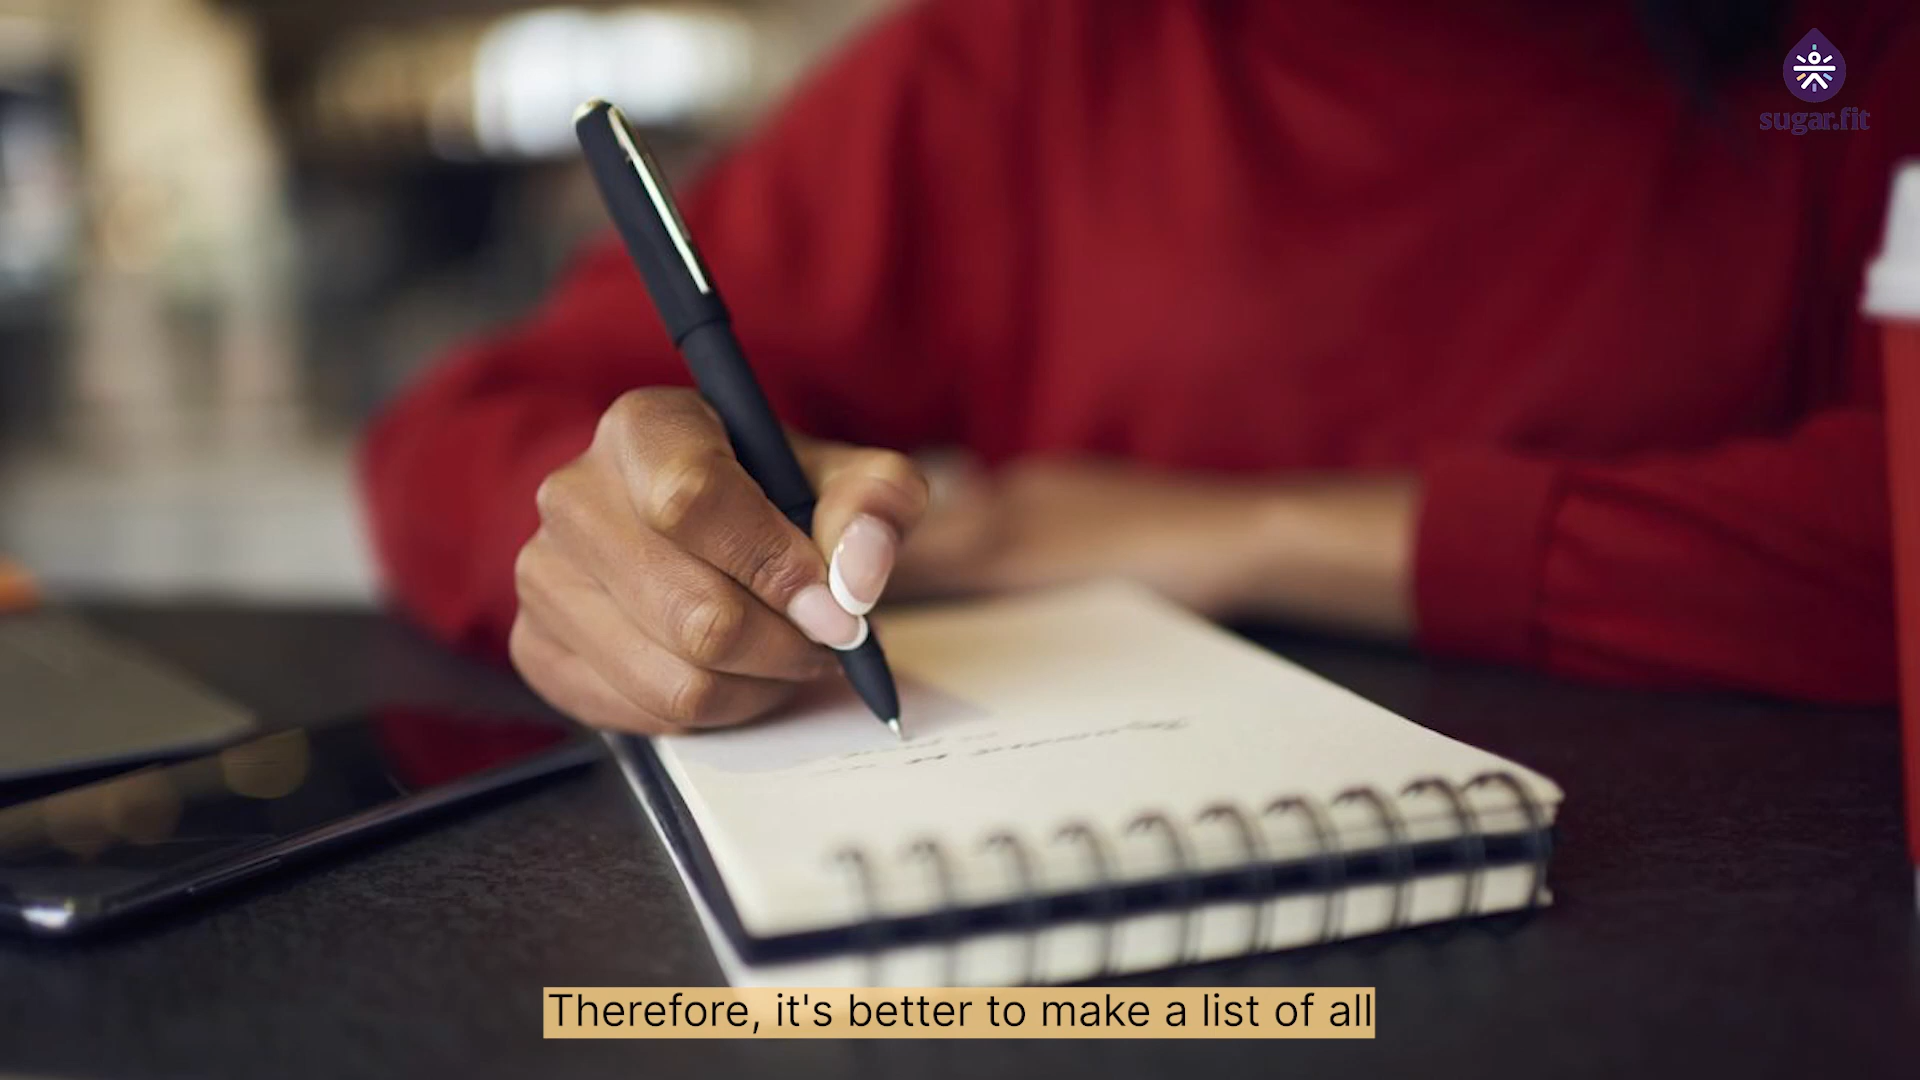 sugar.fit
Therefore, it's better to make a list of all